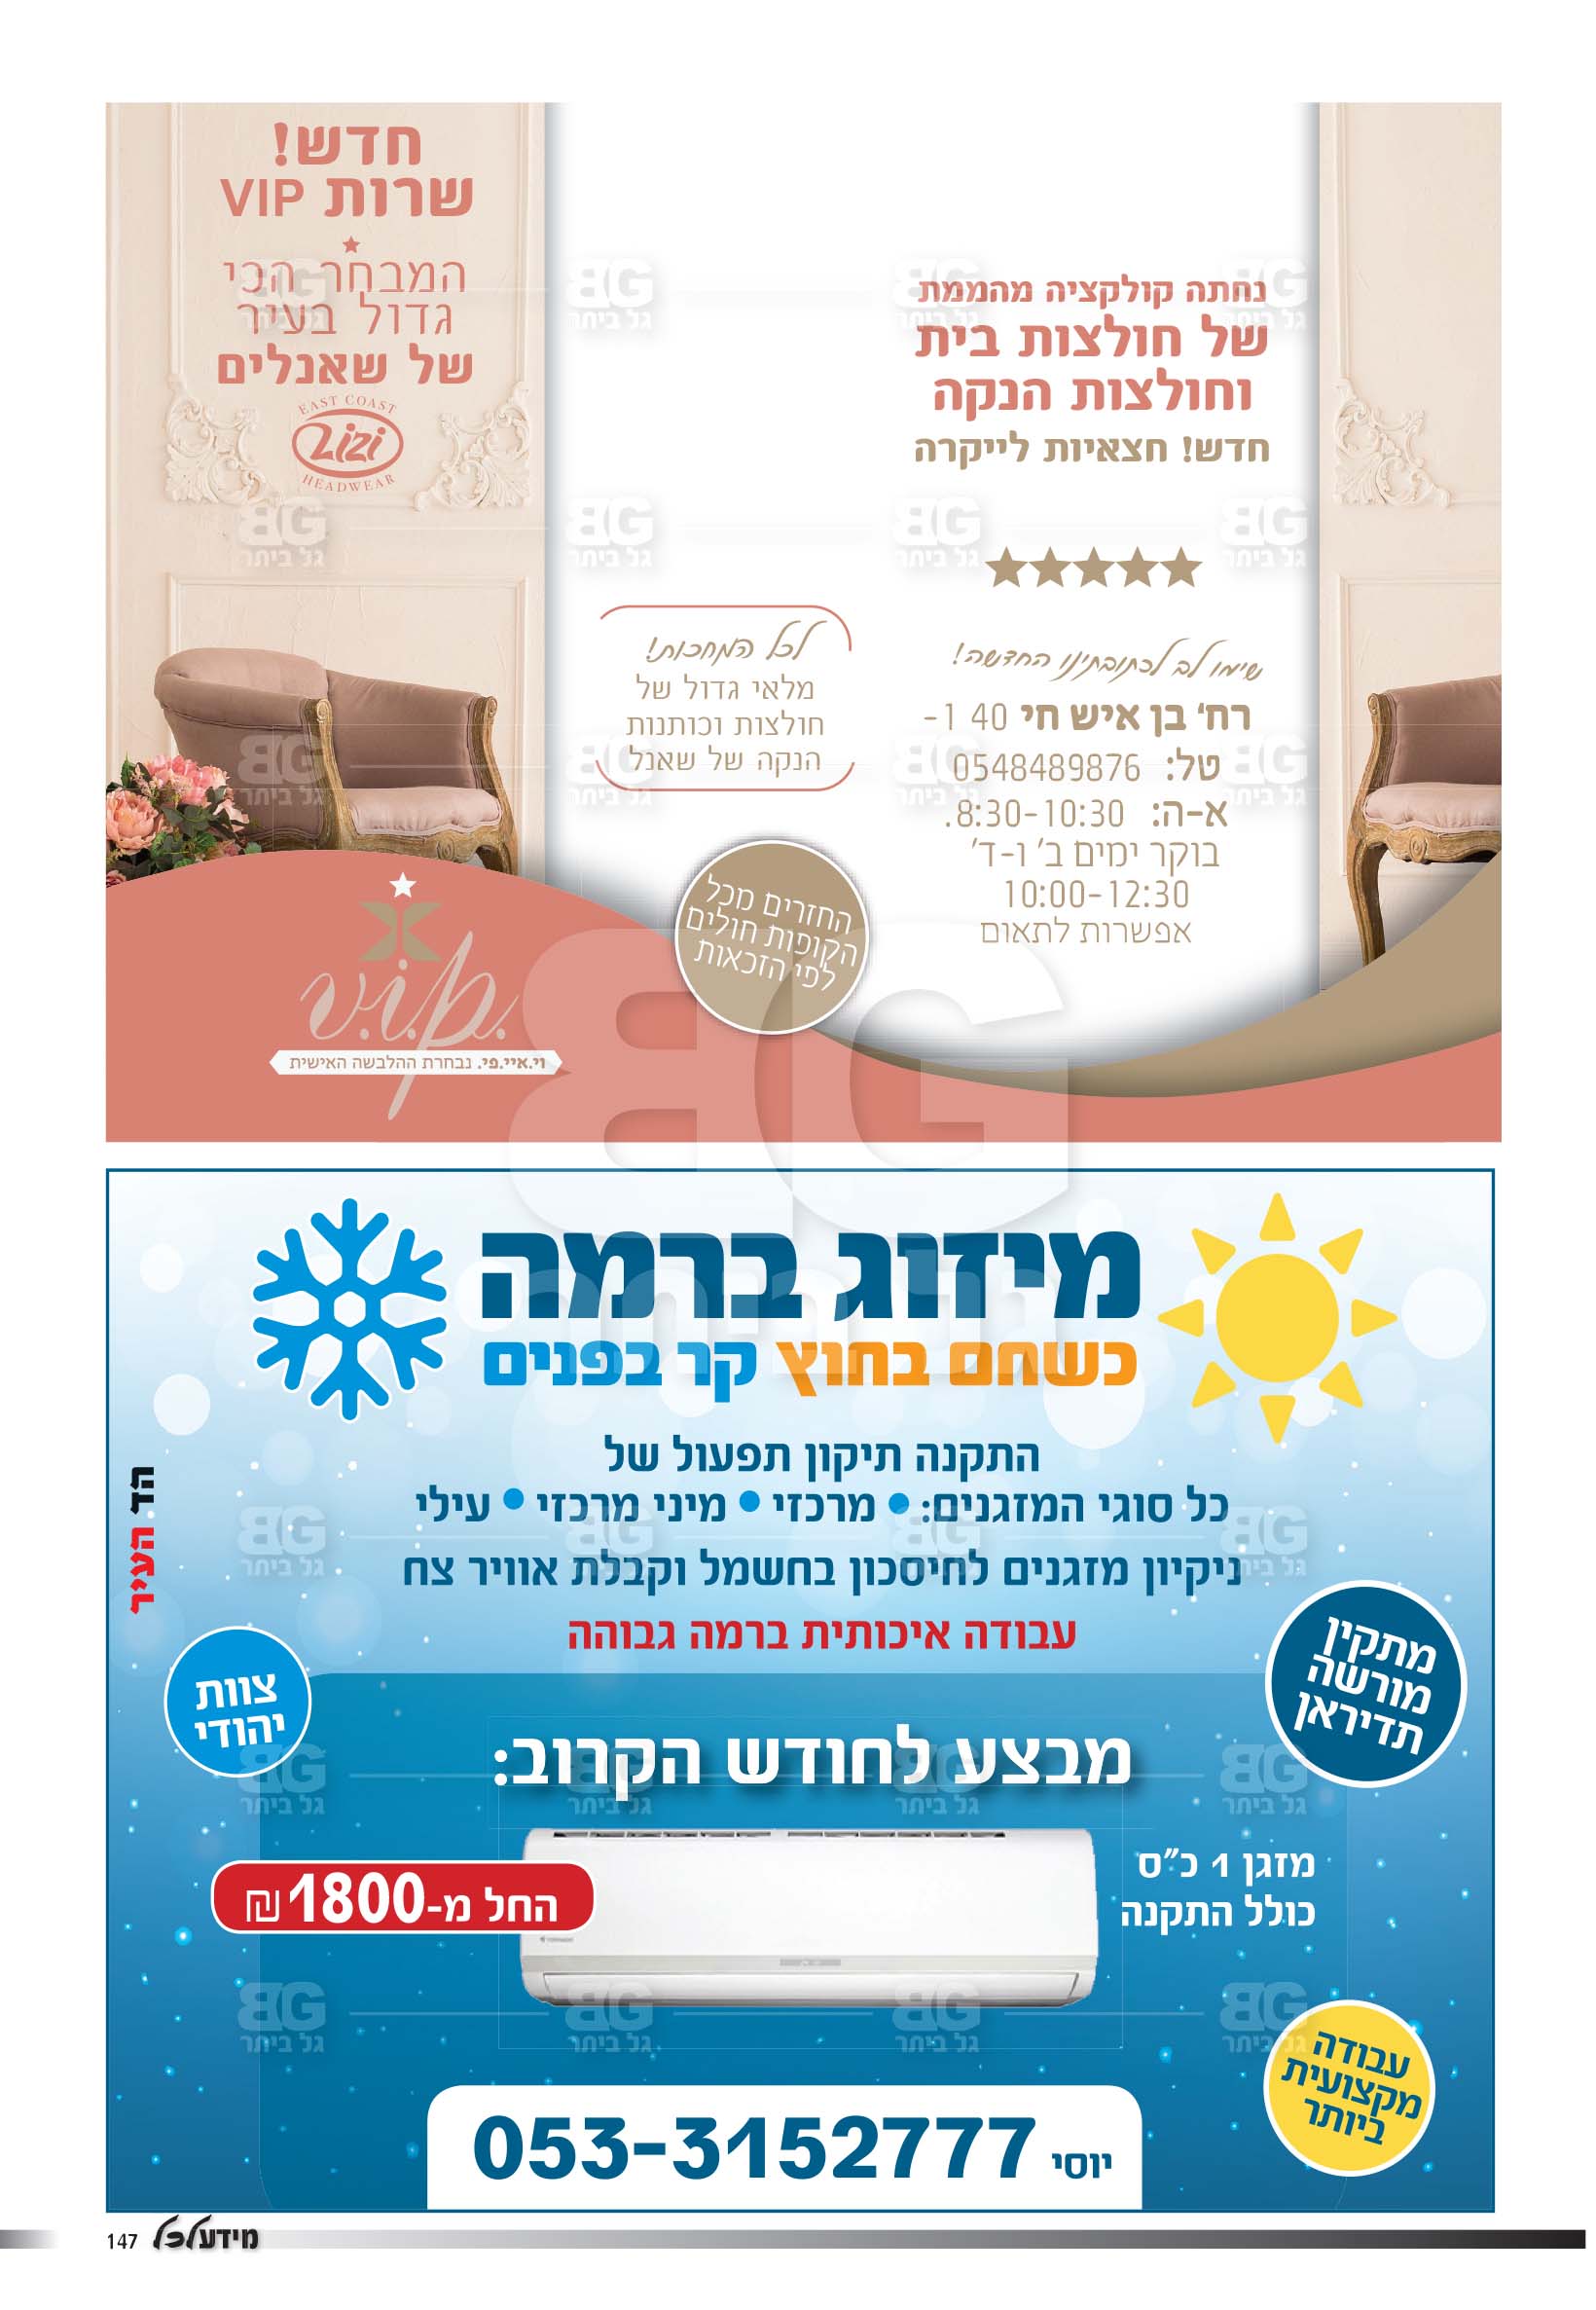 חדש!
שרות VIP
המבחר הכי
גדול בעיר
של שאנלים
EAST COAST
Lizi
HEADWEAR
נחתה קולקציה מהממת
של חולצות בית
וחולצות הנקה
חדש! חצאיות לייקרה
לכל המחכות!
מלאי גדול של
חולצות וכותנות
הנקה של שאנל
שימו לב לכתובתינו החדשה!
רח' בן איש חי 40 1-
טל: 0548489876
א-ה: 8:30-10:30.
בוקר ימים ב' ו-ד'
10:00-12:30
אפשרות לתאום
החזרים מכל
הקופות חולים
לפי הזכאות
v.i.p.
וי.איי.פי. נבחרת ההלבשה האישית
מיזוג ברמה
כשחם בחוץ קר בפנים
התקנה תיקון תפעול של
כל סוגי המזגנים: • מרכזי • מיני מרכזי • עילי
ניקיון מזגנים לחיסכון בחשמל וקבלת אוויר צח
עבודה איכותית ברמה גבוהה
הד העיר
צוות
יהודי
מתקין
מורשה
תדיראן
מבצע לחודש הקרוב:
מזגן 1 כ"ס
כולל התקנה
החל מ-1800₪
TORNADO
עבודה
מקצועית
ביותר
יוסי 053-3152777
מידע לכל 147
BG
גל ביתר